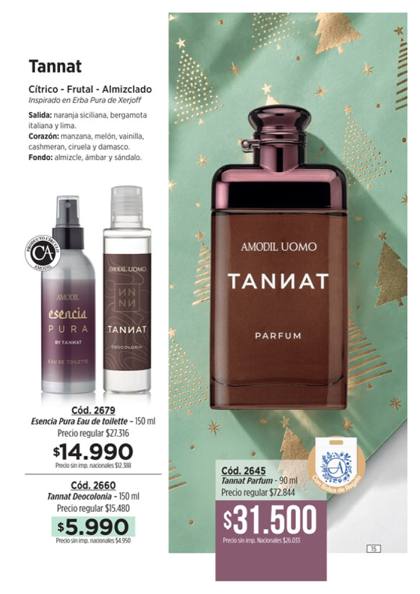 Tannat
Cítrico - Frutal - Almizclado
Inspirado en Erba Pura de Xerjoff
Salida: naranja siciliana, bergamota
italiana y lima.
Corazón: manzana, melón, vainilla,
cashmeran, ciruela y damasco.
Fondo: almizcle, ámbar y sándalo.
CA
AMODIL
esencia
PURA
BY TANNAT
EAU DE TOILETTE
AMODIL UOMO
TANNAT
DEOCOLONIA
Cód. 2679
Esencia Pura Eau de toilette - 150 ml
Precio regular $27.316
$14.990
Precio sin imp. nacionales $12.388
Cód. 2660
Tannat Deocolonia - 150 ml
Precio regular $15.480
$5.990
Precio sin imp. nacionales $4.950
AMODIL UOMO
TANNAT
PARFUM
Cód. 2645
Tannat Parfum - 90 ml
Precio regular $72.844
$31.500
Precio sin imp. Nacionales $26.033
A
15